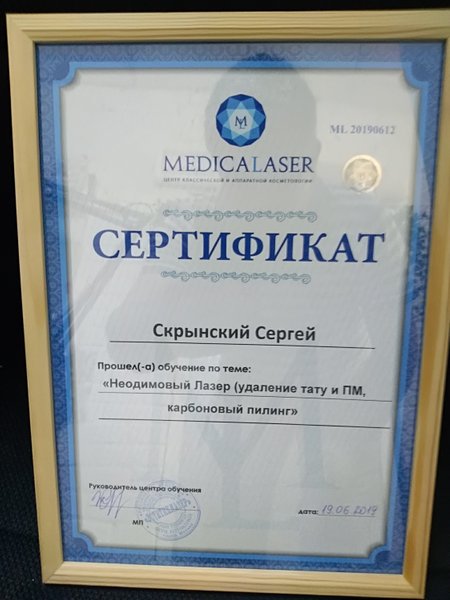 ML
ML 20190612
MEDICALASER
ЦЕНТР КЛАССИЧЕСКОЙ И АППАРАТНОЙ КОСМЕТОЛОГИИ
СЕРТИФИКАТ
Скрынский Сергей
Прошел(-а) обучение по теме:
«Неодимовый Лазер (удаление тату и ПМ,
карбоновый пилинг»
Руководитель центра обучения
МП
дата: 19.06 2019